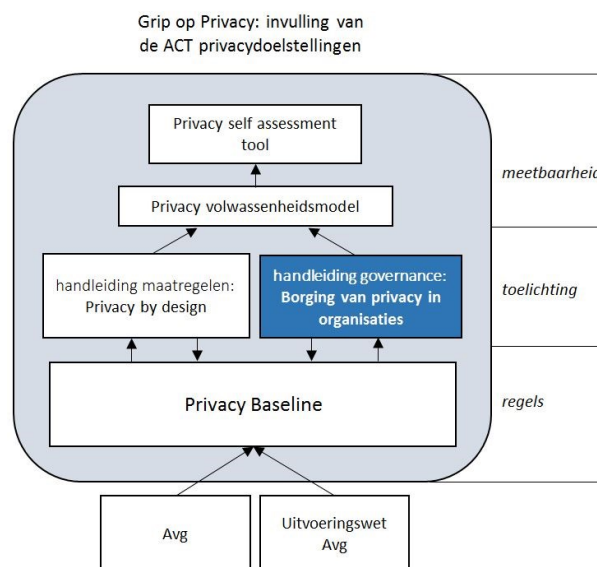 Grip op Privacy: invulling van
de ACT privacydoelstellingen
Privacy self assessment
tool
meetbaarheid
Privacy volwassenheidsmodel
handleiding maatregelen:
Privacy by design
handleiding governance:
Borging van privacy in
organisaties
toelichting
Privacy Baseline
regels
Avg
Uitvoeringswet
Avg